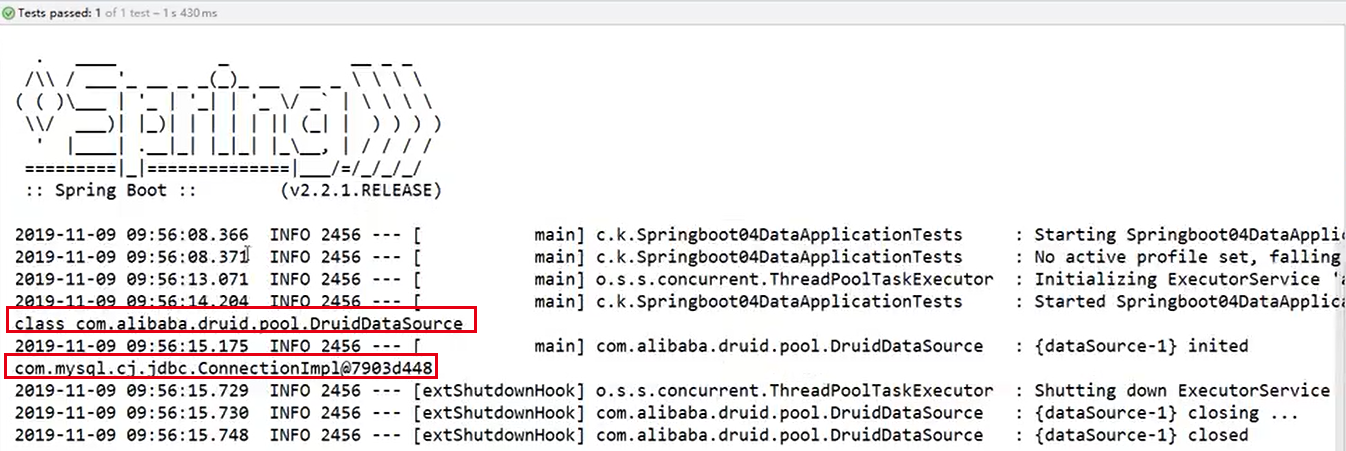 Tests passed: 1 of 1 test – 1 s 430 ms
  .   ____          _            __ _ _
 /\\ / ___'_ __ _ _(_)_ __  __ _ \ \ \ \
( ( )\___ | '_ | '_| | '_ \/ _` | \ \ \ \
 \\/  ___)| |_)| | | | | || (_| |  ) ) ) )
  '  |____| .__|_| |_|_| |_\__, | / / / /
 =========|_|==============|___/=/_/_/_/
 :: Spring Boot ::        (v2.2.1.RELEASE)
2019-11-09 09:56:08.366  INFO 2456 --- [           main] c.k.Springboot04DataApplicationTests     : Starting Springboot04DataAppli
2019-11-09 09:56:08.371  INFO 2456 --- [           main] c.k.Springboot04DataApplicationTests     : No active profile set, falling
2019-11-09 09:56:13.071  INFO 2456 --- [           main] o.s.s.concurrent.ThreadPoolTaskExecutor  : Initializing ExecutorService 'a
2019-11-09 09:56:14.204  INFO 2456 --- [           main] c.k.Springboot04DataApplicationTests     : Started Springboot04DataApplica
class com.alibaba.druid.pool.DruidDataSource
2019-11-09 09:56:15.175  INFO 2456 --- [           main] com.alibaba.druid.pool.DruidDataSource   : {dataSource-1} inited
com.mysql.cj.jdbc.ConnectionImpl@7903d448
2019-11-09 09:56:15.729  INFO 2456 --- [extShutdownHook] o.s.s.concurrent.ThreadPoolTaskExecutor  : Shutting down ExecutorService
2019-11-09 09:56:15.730  INFO 2456 --- [extShutdownHook] com.alibaba.druid.pool.DruidDataSource   : {dataSource-1} closing ...
2019-11-09 09:56:15.748  INFO 2456 --- [extShutdownHook] com.alibaba.druid.pool.DruidDataSource   : {dataSource-1} closed